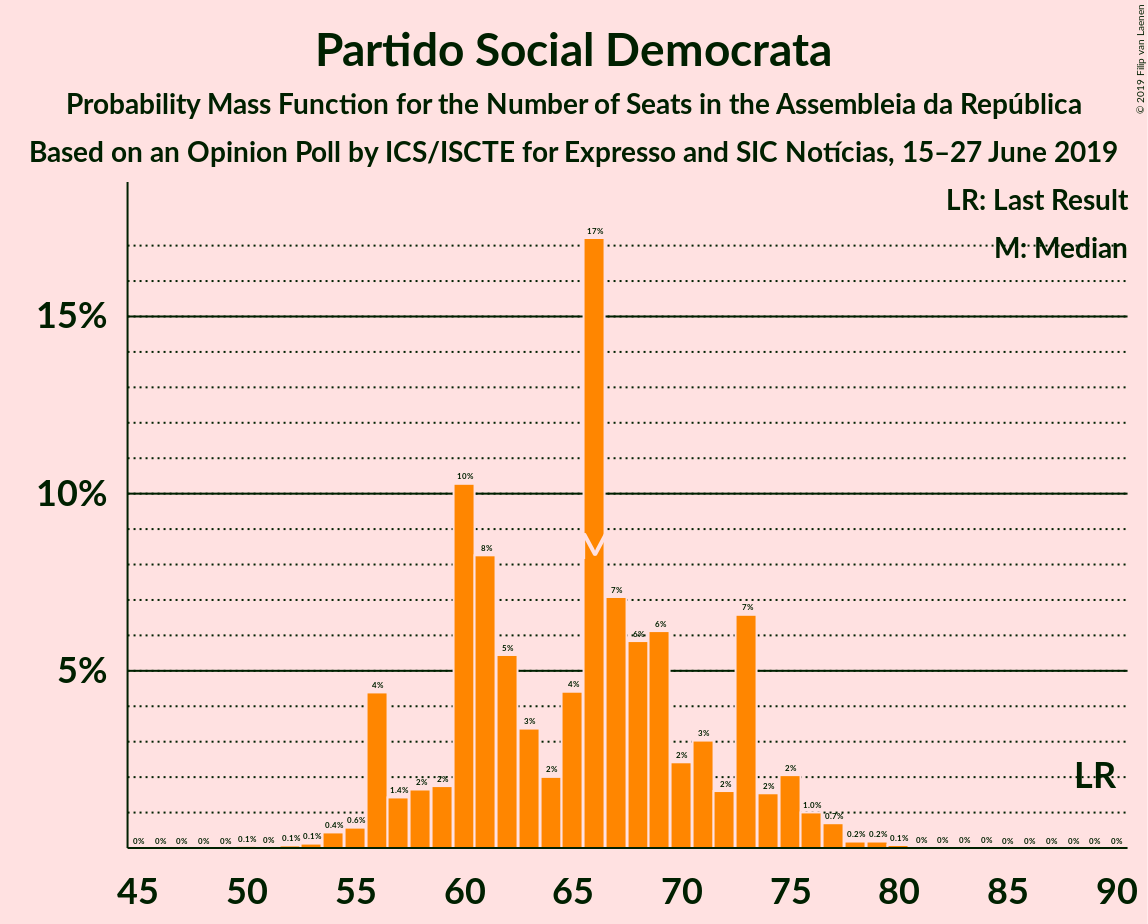 Partido Social Democrata
Probability Mass Function for the Number of Seats in the Assembleia da República
Based on an Opinion Poll by ICS/ISCTE for Expresso and SIC Notícias, 15–27 June 2019
© 2019 Filip van Laenen
LR: Last Result
M: Median
15%
10%
5%
0% 0% 0% 0% 0% 0.1% 0% 0.1% 0.1% 0.4% 0.6% 4% 1.4% 2% 2% 10% 8% 5% 3% 2% 4% 17% 7% 6% 6% 2% 3% 2% 7% 2% 2% 1.0% 0.7% 0.2% 0.2% 0.1% 0% 0% 0% 0% 0% 0% 0% 0% 0% 0%
M
LR
45 50 55 60 65 70 75 80 85 90